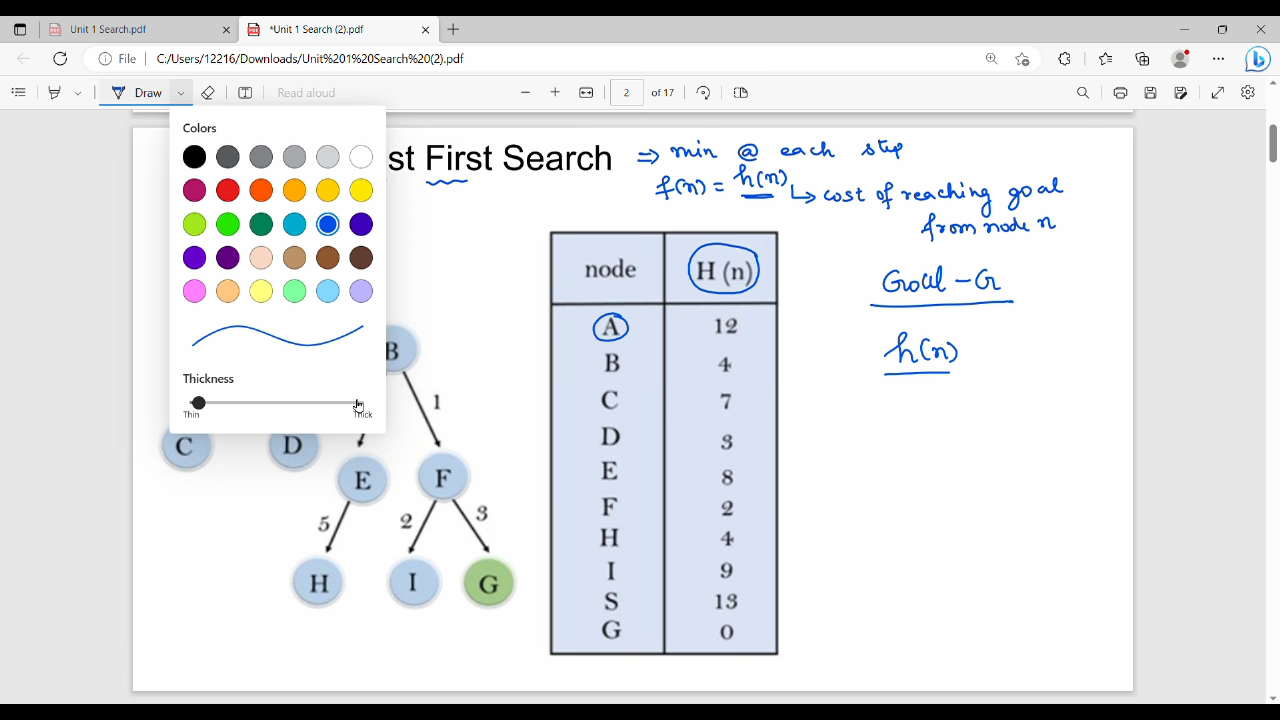 Unit 1 Search.pdf
*Unit 1 Search (2).pdf
File
C:/Users/12216/Downloads/Unit%201%20Search%20(2).pdf
Draw
Read aloud
2 of 17
Colors
Thickness
Thin
Thick
st First Search
⇒ min @ each step
f(n) = h(n) ↳ cost of reaching goal
from node n
Goal - G
h(n)
node H (n)
A 12
B 4
C 7
D 3
E 8
F 2
H 4
I 9
S 13
G 0
B
1
C
D
E
F
5
2
3
H
I
G